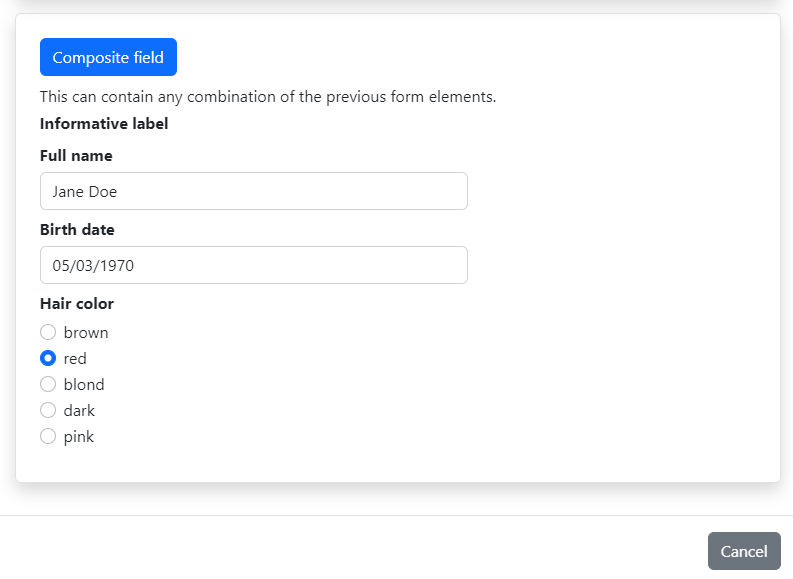 Composite field
This can contain any combination of the previous form elements.
Informative label
Full name
Jane Doe
Birth date
05/03/1970
Hair color
brown
red
blond
dark
pink
Cancel